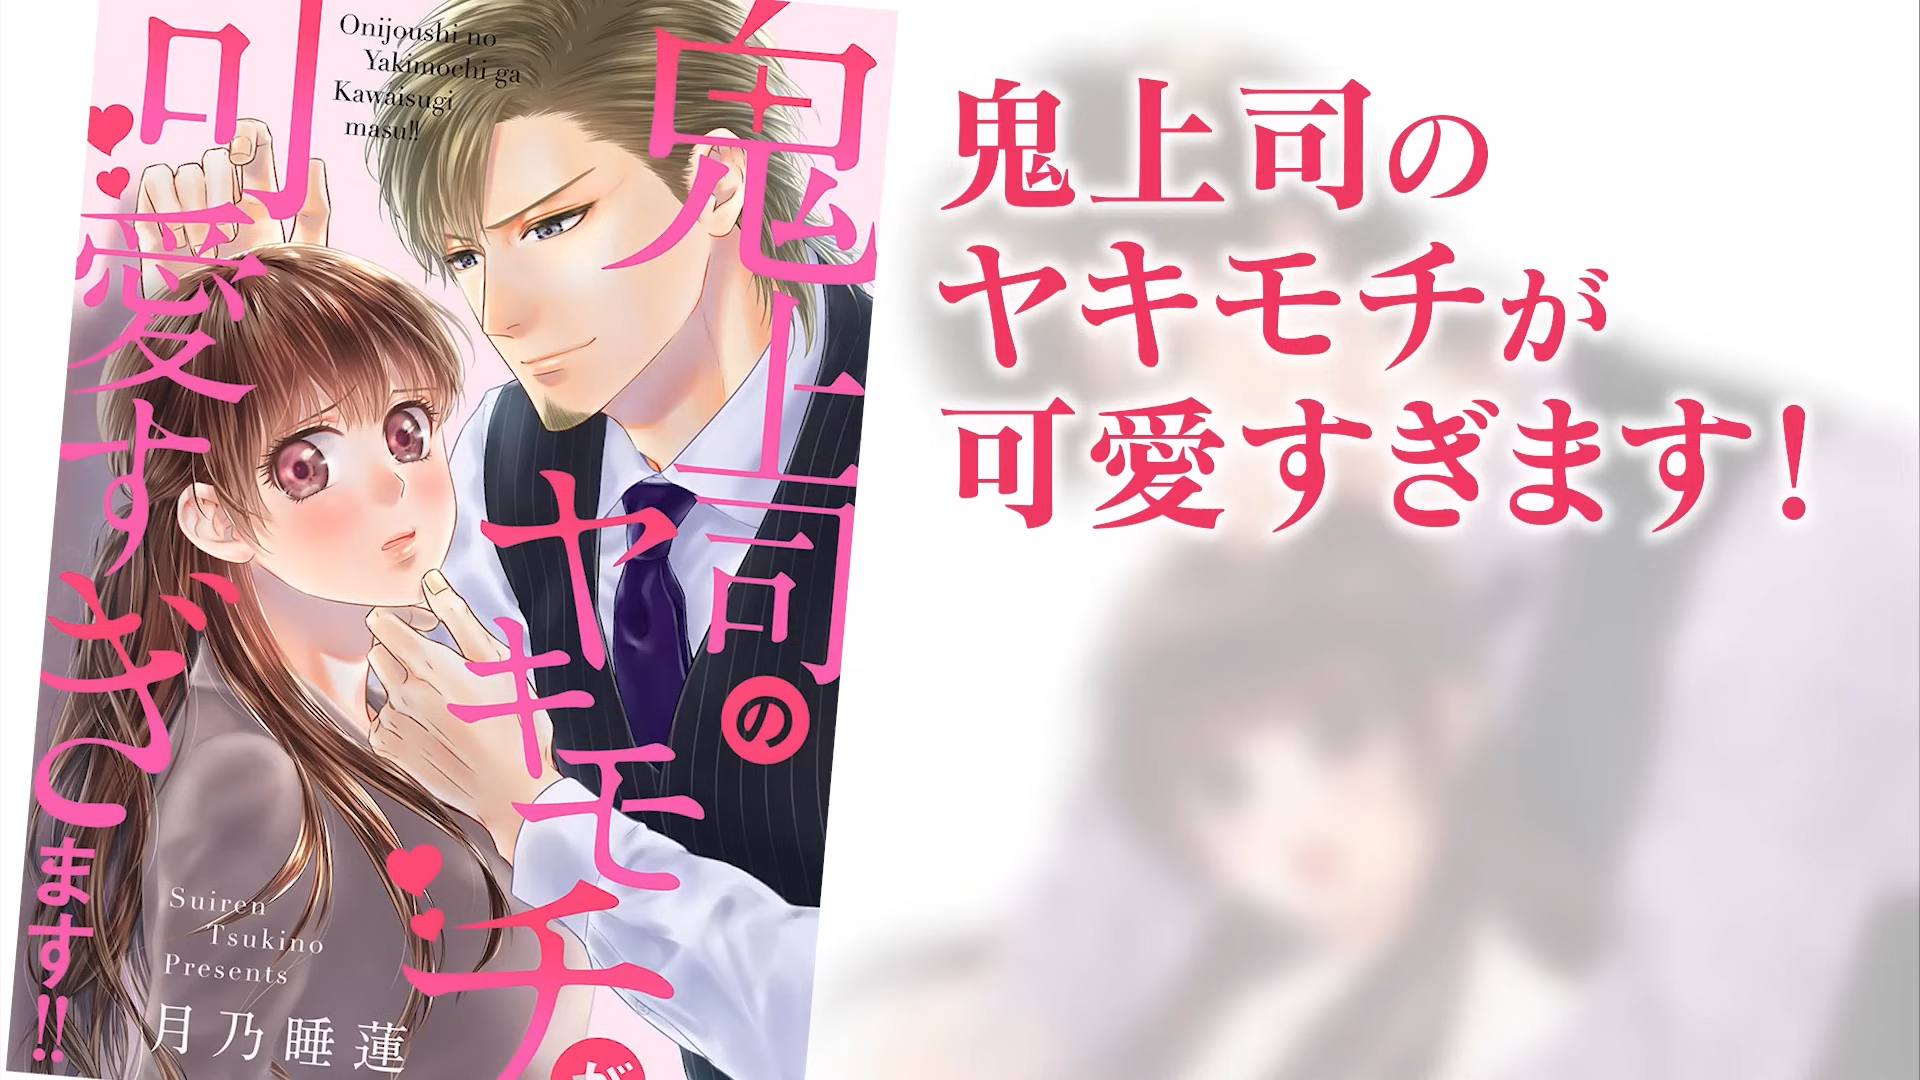 Onijoushi no
Yakimochi ga
Kawaisugi
masu!!
鬼上司の
ヤキモチが
可愛すぎます!!
Suiren
Tsukino
Presents
月乃睡蓮
鬼上司の
ヤキモチが
可愛すぎます！